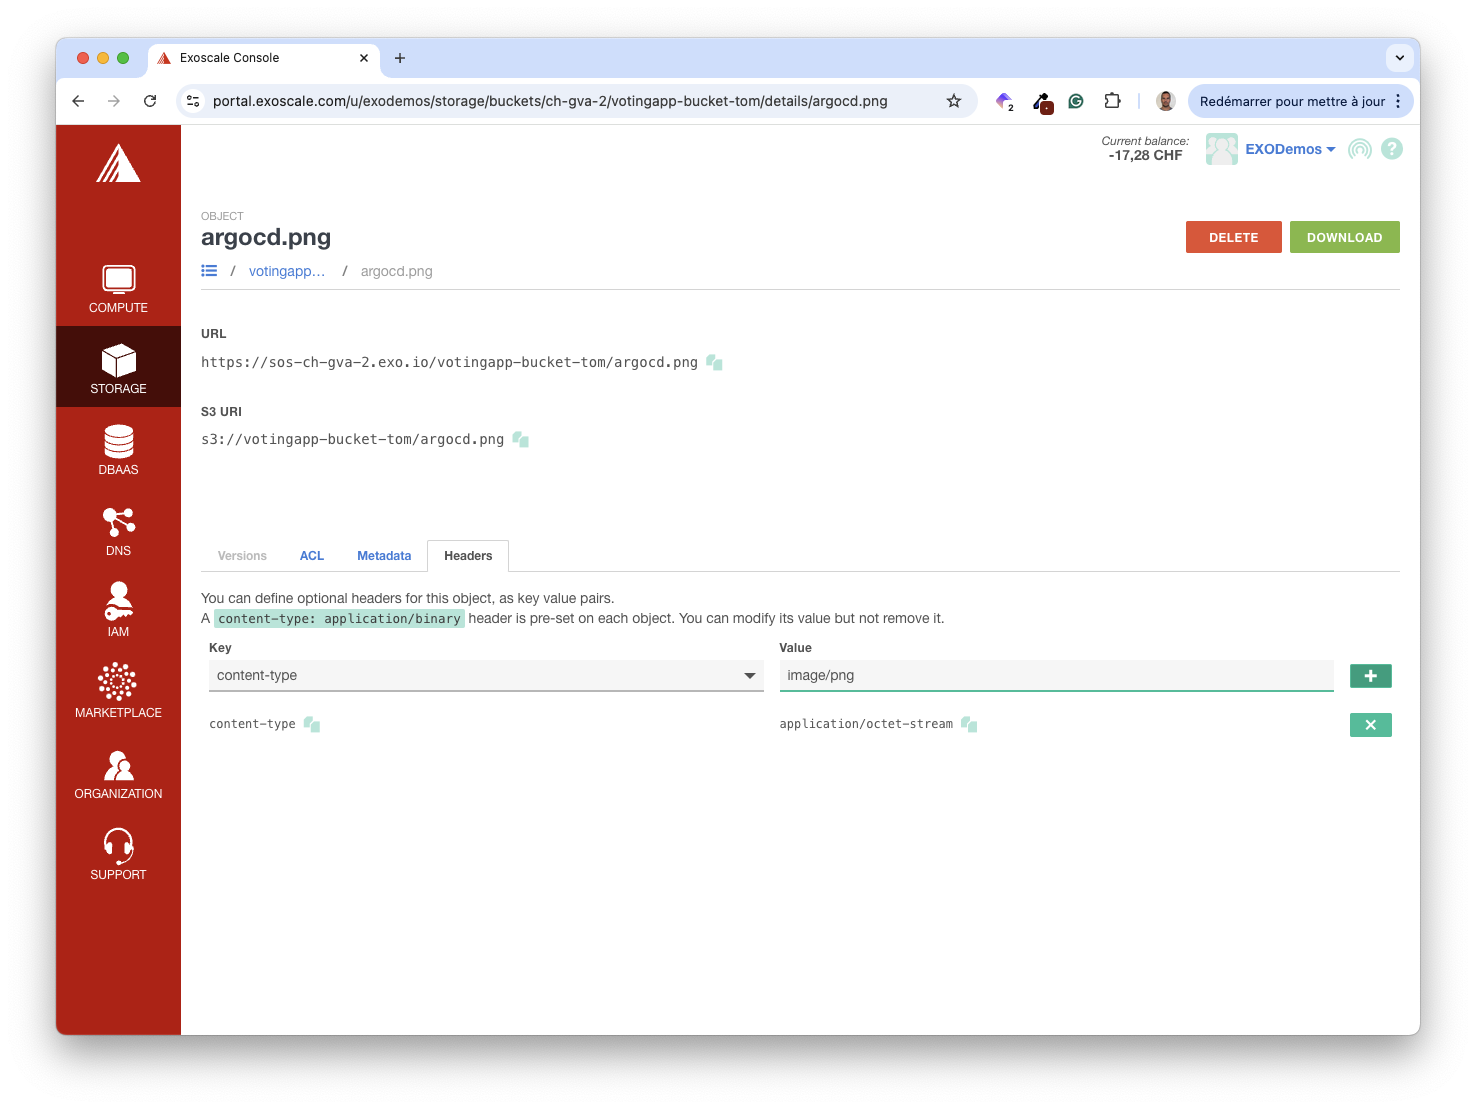 Exoscale Console
portal.exoscale.com/u/exodemos/storage/buckets/ch-gva-2/votingapp-bucket-tom/details/argocd.png
2
Redémarrer pour mettre à jour
Current balance:
-17,28 CHF
EXODemos
?
COMPUTE
STORAGE
DBAAS
DNS
IAM
MARKETPLACE
ORGANIZATION
SUPPORT
OBJECT
argocd.png
DELETE
DOWNLOAD
/ votingapp... / argocd.png
URL
https://sos-ch-gva-2.exo.io/votingapp-bucket-tom/argocd.png
S3 URI
s3://votingapp-bucket-tom/argocd.png
Versions ACL Metadata Headers
You can define optional headers for this object, as key value pairs.
A content-type: application/binary header is pre-set on each object. You can modify its value but not remove it.
Key Value
content-type image/png
content-type application/octet-stream